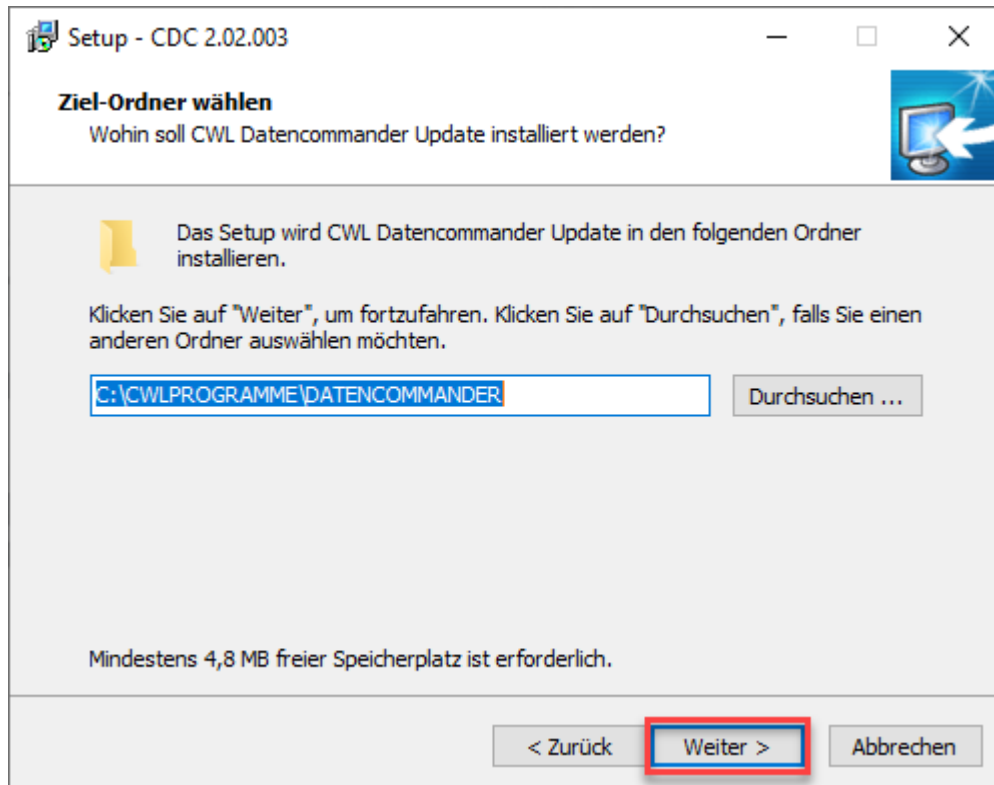 Setup - CDC 2.02.003
Ziel-Ordner wählen
Wohin soll CWL Datencommander Update installiert werden?
Das Setup wird CWL Datencommander Update in den folgenden Ordner
installieren.
Klicken Sie auf "Weiter", um fortzufahren. Klicken Sie auf "Durchsuchen", falls Sie einen
anderen Ordner auswählen möchten.
C:\CWLPROGRAMME\DATENCOMMANDER
Durchsuchen ...
Mindestens 4,8 MB freier Speicherplatz ist erforderlich.
< Zurück
Weiter >
Abbrechen